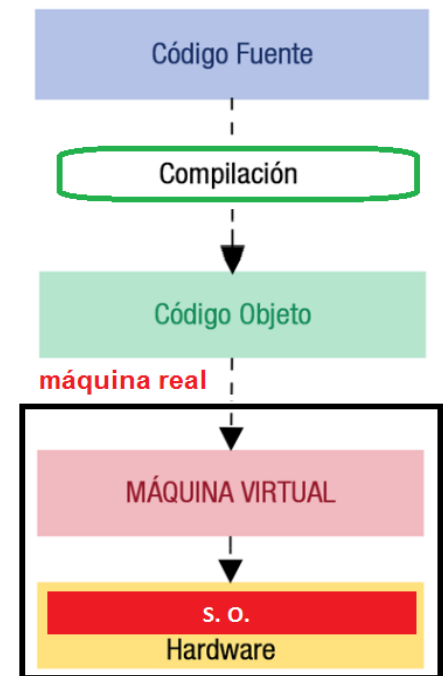 Código Fuente
Compilación
Código Objeto
máquina real
MÁQUINA VIRTUAL
S. O.
Hardware